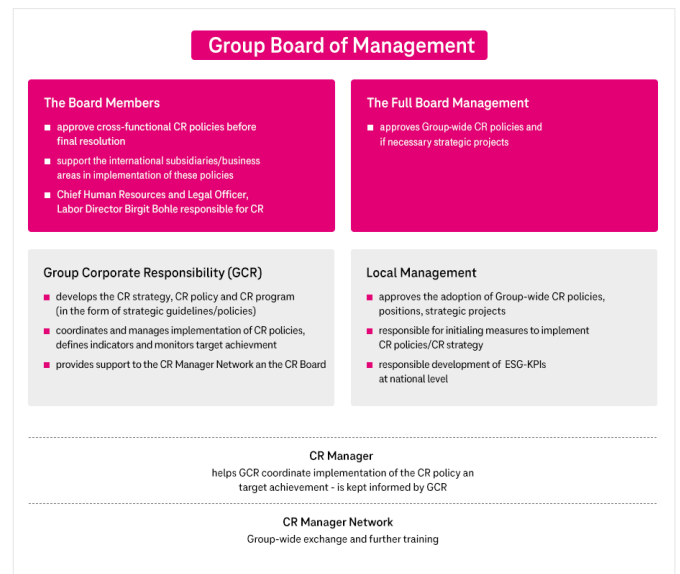 Group Board of Management
The Board Members
approve cross-functional CR policies before
final resolution
support the international subsidiaries/business
areas in implementation of these policies
Chief Human Resources and Legal Officer,
Labor Director Birgit Bohle responsible for CR
The Full Board Management
approves Group-wide CR policies and
if necessary strategic projects
Group Corporate Responsibility (GCR)
develops the CR strategy, CR policy and CR program
(in the form of strategic guidelines/policies)
coordinates and manages implementation of CR policies,
defines indicators and monitors target achievment
provides support to the CR Manager Network an the CR Board
Local Management
approves the adoption of Group-wide CR policies,
positions, strategic projects
responsible for initialing measures to implement
CR policies/CR strategy
responsible development of ESG-KPIs
at national level
CR Manager
helps GCR coordinate implementation of the CR policy an
target achievement - is kept informed by GCR
CR Manager Network
Group-wide exchange and further training